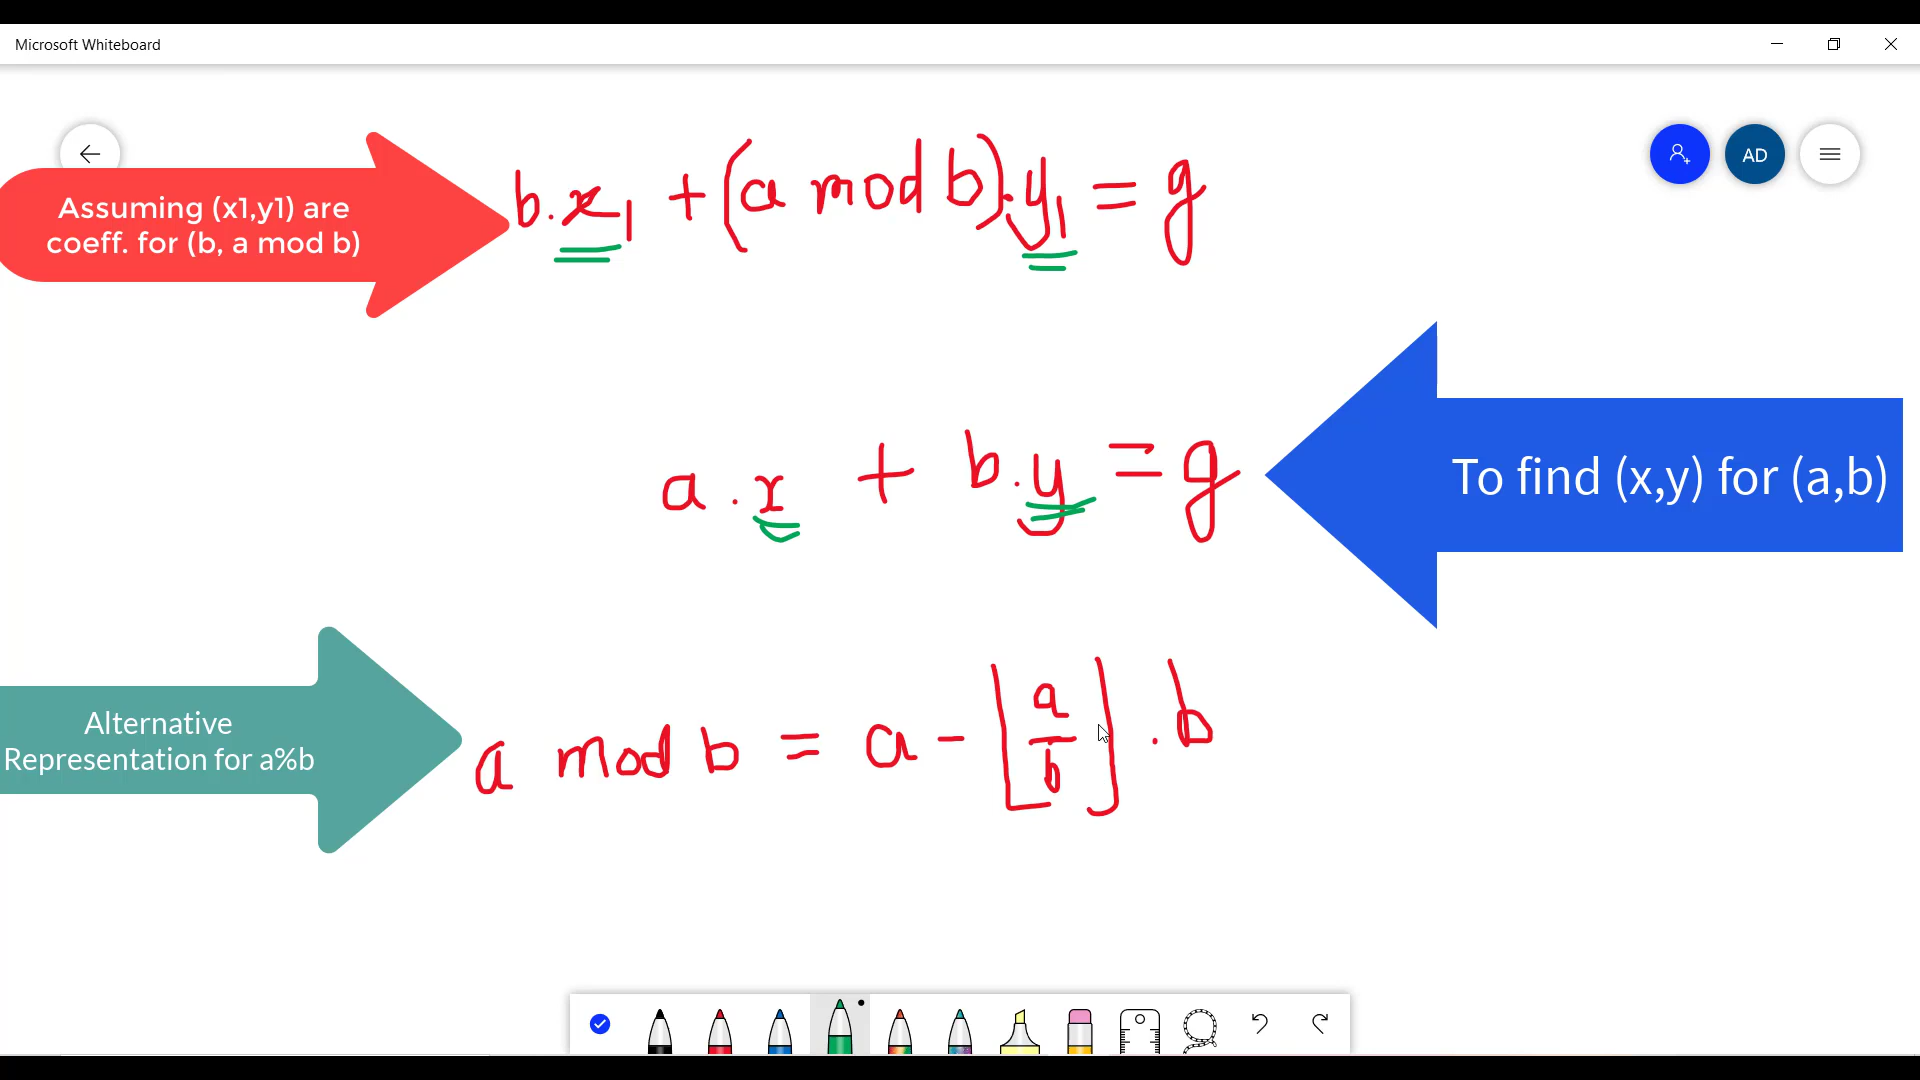 Microsoft Whiteboard
AD
Assuming (x1,y1) are
coeff. for (b, a mod b)
b.x₁ + (a mod b).y₁ = g
a.x + b.y = g
To find (x,y) for (a,b)
Alternative
Representation for a%b
a mod b = a - ⌊a/b⌋.b